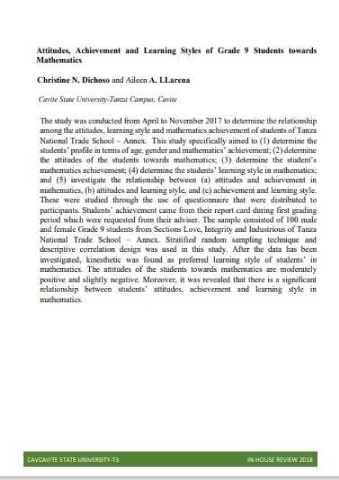 Attitudes, Achievement and Learning Styles of Grade 9 Students towards
Mathematics
Christine N. Dichoso and Aileen A. LLarena
Cavite State University-Tanza Campus, Cavite
The study was conducted from April to November 2017 to determine the relationship
among the attitudes, learning style and mathematics achievement of students of Tanza
National Trade School – Annex. This study specifically aimed to (1) determine the
students' profile in terms of age, gender and mathematics' achievement; (2) determine
the attitudes of the students towards mathematics; (3) determine the student's
mathematics achievement; (4) determine the students' learning style in mathematics;
and (5) investigate the relationship between (a) attitudes and achievement in
mathematics, (b) attitudes and learning style, and (c) achievement and learning style.
These were studied through the use of questionnaire that were distributed to
participants. Students' achievement came from their report card during first grading
period which were requested from their adviser. The sample consisted of 100 male
and female Grade 9 students from Sections Love, Integrity and Industrious of Tanza
National Trade School – Annex. Stratified random sampling technique and
descriptive correlation design was used in this study. After the data has been
investigated, kinesthetic was found as preferred learning style of students' in
mathematics. The attitudes of the students towards mathematics are moderately
positive and slightly negative. Moreover, it was revealed that there is a significant
relationship between students' attitudes, achievement and learning style in
mathematics.
CAVCAVITE STATE UNIVERSITY-T3 IN-HOUSE REVIEW 2018